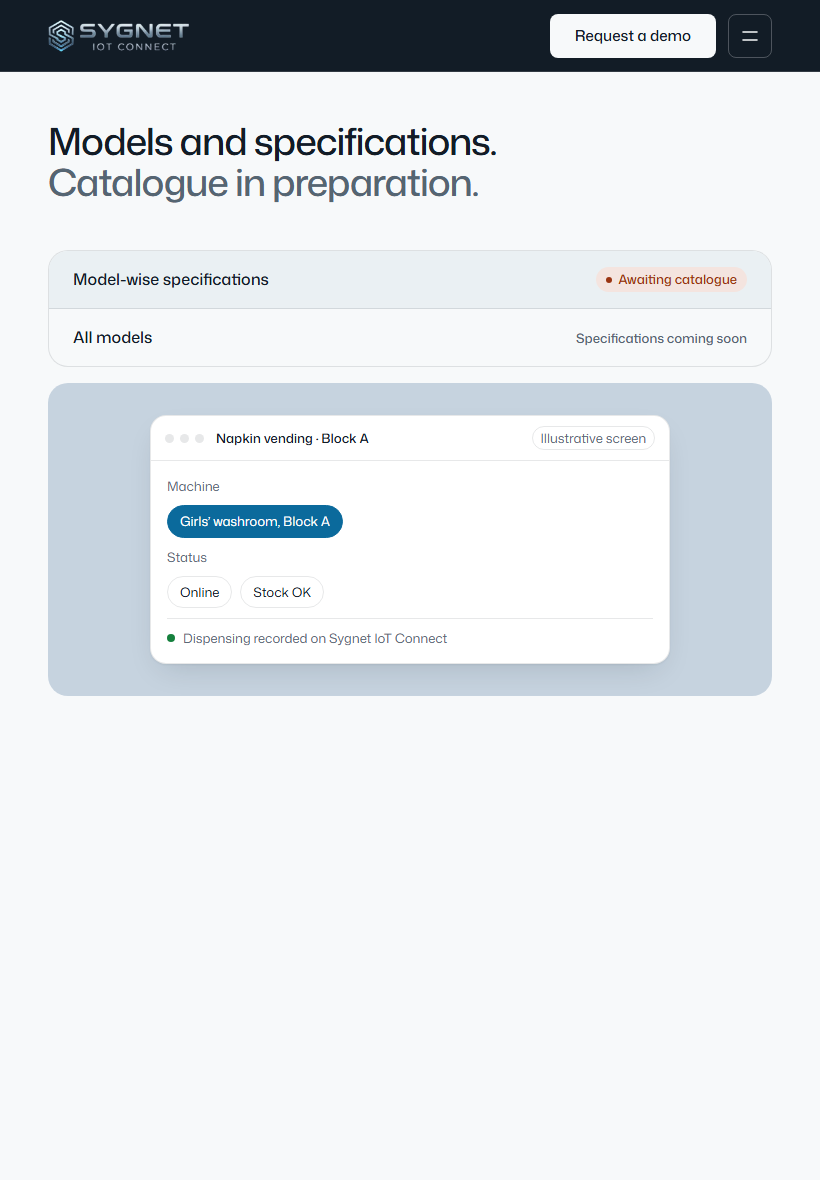 SYGNET
IOT CONNECT
Request a demo
Models and specifications.
Catalogue in preparation.
Model-wise specifications
Awaiting catalogue
All models
Specifications coming soon
Napkin vending · Block A
Illustrative screen
Machine
Girls’ washroom, Block A
Status
Online
Stock OK
Dispensing recorded on Sygnet IoT Connect